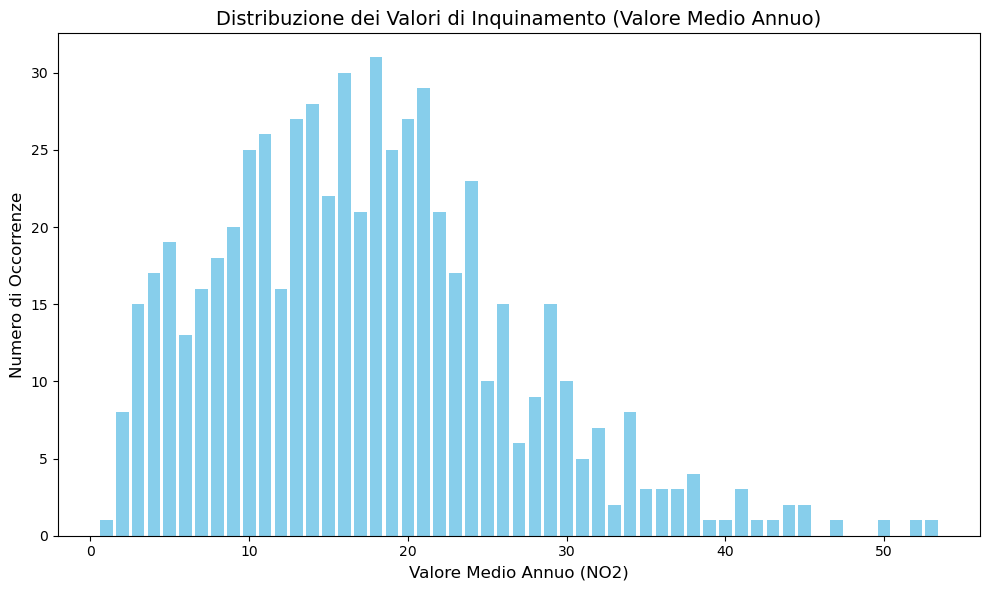 Distribuzione dei Valori di Inquinamento (Valore Medio Annuo)
Numero di Occorrenze
30
25
20
15
10
5
0
0 10 20 30 40 50
Valore Medio Annuo (NO2)